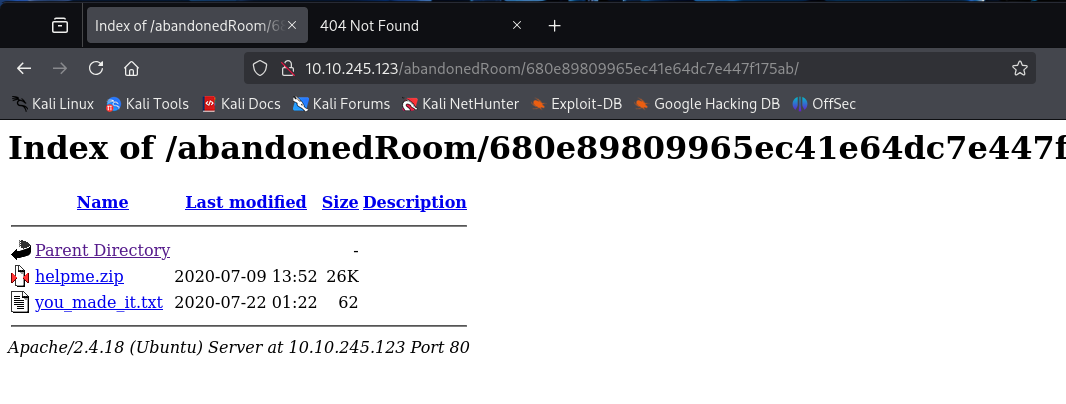 Index of /abandonedRoom/68 404 Not Found
10.10.245.123/abandonedRoom/680e89809965ec41e64dc7e447f175ab/
Kali Linux Kali Tools Kali Docs Kali Forums Kali NetHunter Exploit-DB Google Hacking DB OffSec
Index of /abandonedRoom/680e89809965ec41e64dc7e447f
Name Last modified Size Description
Parent Directory -
helpme.zip 2020-07-09 13:52 26K
you_made_it.txt 2020-07-22 01:22 62
Apache/2.4.18 (Ubuntu) Server at 10.10.245.123 Port 80